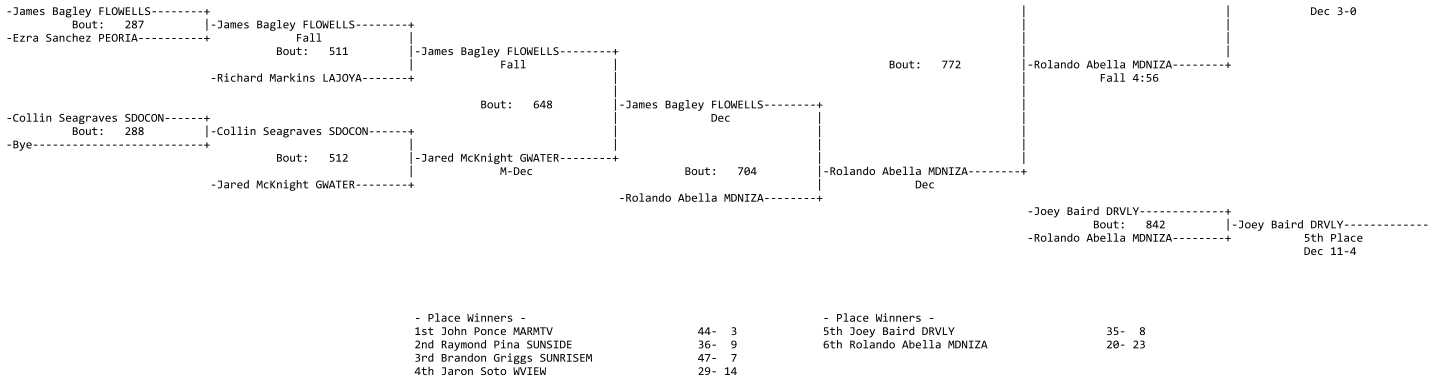 -James Bagley FLOWELLS--------+ | | Dec 3-0
Bout: 287 |-James Bagley FLOWELLS--------+ | |
-Ezra Sanchez PEORIA----------+ Fall | | |
Bout: 511 |-James Bagley FLOWELLS--------+ | |
| Fall | Bout: 772 |-Rolando Abella MDNIZA--------+
-Richard Markins LAJOYA-------+ | | Fall 4:56
| |
Bout: 648 |-James Bagley FLOWELLS--------+ |
-Collin Seagraves SDOCON------+ | Dec | |
Bout: 288 |-Collin Seagraves SDOCON------+ | | |
-Bye--------------------------+ | | | |
Bout: 512 |-Jared McKnight GWATER--------+ | |
| M-Dec Bout: 704 |-Rolando Abella MDNIZA--------+
-Jared McKnight GWATER--------+ | Dec
-Rolando Abella MDNIZA--------+
-Joey Baird DRVLY-------------+
Bout: 842 |-Joey Baird DRVLY-------------
-Rolando Abella MDNIZA--------+ 5th Place
Dec 11-4
- Place Winners - - Place Winners -
1st John Ponce MARMTV 44- 3 5th Joey Baird DRVLY 35- 8
2nd Raymond Pina SUNSIDE 36- 9 6th Rolando Abella MDNIZA 20- 23
3rd Brandon Griggs SUNRISEM 47- 7
4th Jaron Soto WVIEW 29- 14